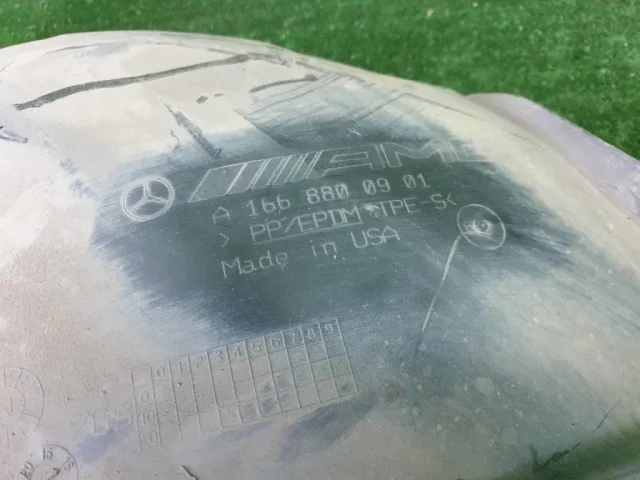 AMG
A 166 880 09 01
> PP/EPDM-TPE-S<
Made in USA
0 1 2 3 4 5 6 7 8 9